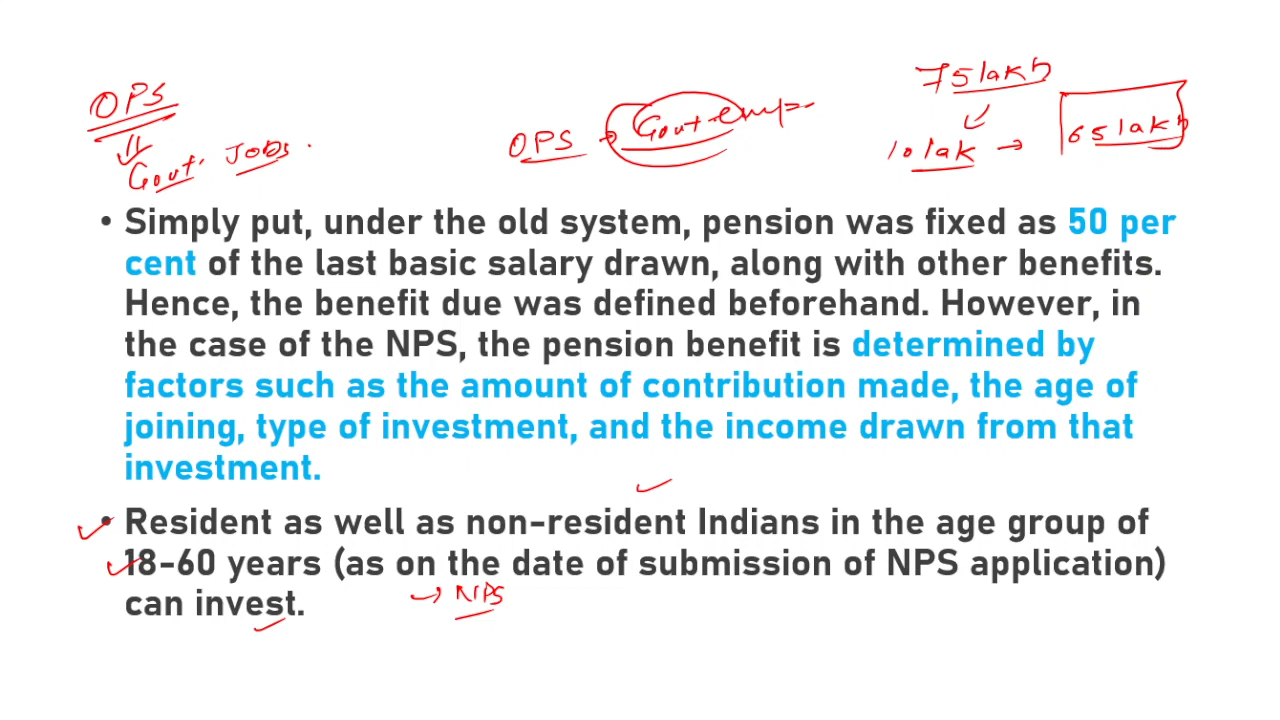 OPS
Govt. Jobs.
OPS → Govt-emp
75 lakh
10 lak → 65 lakh
• Simply put, under the old system, pension was fixed as 50 per
cent of the last basic salary drawn, along with other benefits.
Hence, the benefit due was defined beforehand. However, in
the case of the NPS, the pension benefit is determined by
factors such as the amount of contribution made, the age of
joining, type of investment, and the income drawn from that
investment.
• Resident as well as non-resident Indians in the age group of
18-60 years (as on the date of submission of NPS application)
can invest.
→ NPS